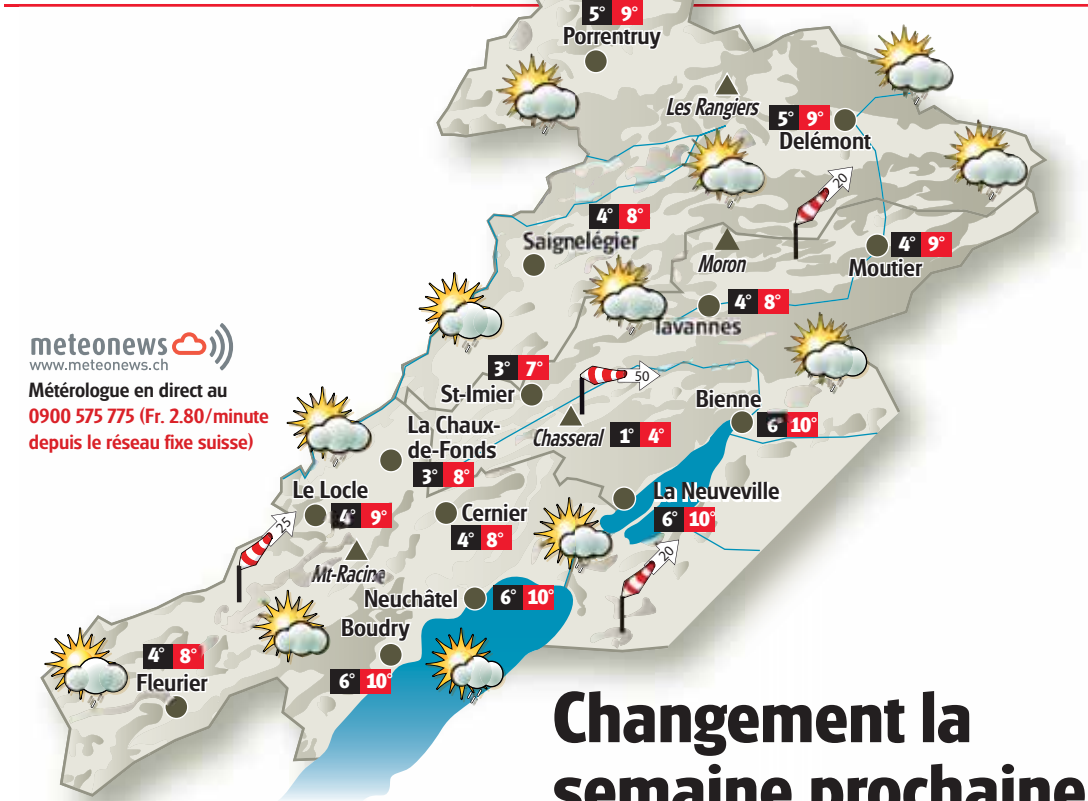 5° 9°
Porrentruy
Les Rangiers
5° 9°
Delémont
20
4° 8°
Saignelégier
Moron
4° 9°
Moutier
4° 8°
Tavannes
meteonews
www.meteonews.ch
Métérologue en direct au
0900 575 775 (Fr. 2.80/minute
depuis le réseau fixe suisse)
3° 7°
St-Imier
50
Bienne
6° 10°
Chasseral 1° 4°
La Chaux-
de-Fonds
3° 8°
Le Locle
4° 9°
Cernier
4° 8°
La Neuveville
6° 10°
25
20
Mt-Racine
Neuchâtel 6° 10°
Boudry
6° 10°
4° 8°
Fleurier
Changement la
semaine prochaine